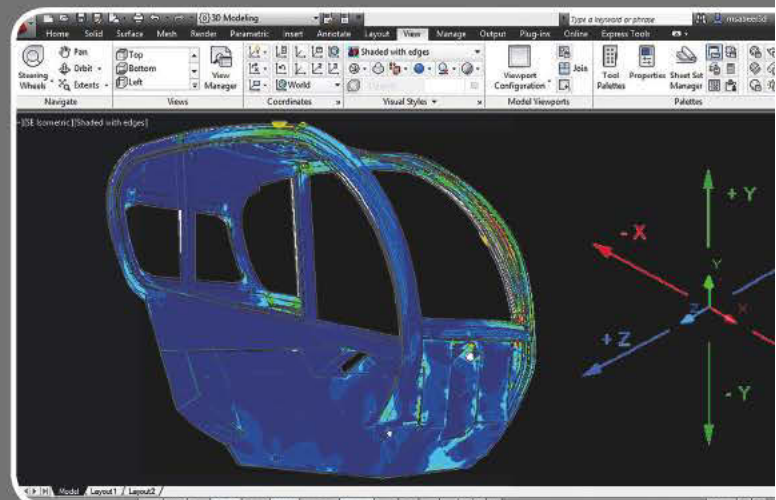 3D Modeling
Type a keyword or phrase
Home Solid Surface Mesh Render Parametric Insert Annotate Layout View Manage Output Plug-ins Online Express Tools
Steering Wheels
Pan
Orbit
Extents
Navigate
Top
Bottom
Left
View Manager
Views
World
Coordinates
Shaded with edges
Visual Styles
Viewport Configuration
Join
Model Viewports
Tool Palettes
Properties
Sheet Set Manager
Palettes
[SE Isometric][Shaded with edges]
+ Y
- X
Y
X
Z
+ Z
- Y
Model Layout1 Layout2